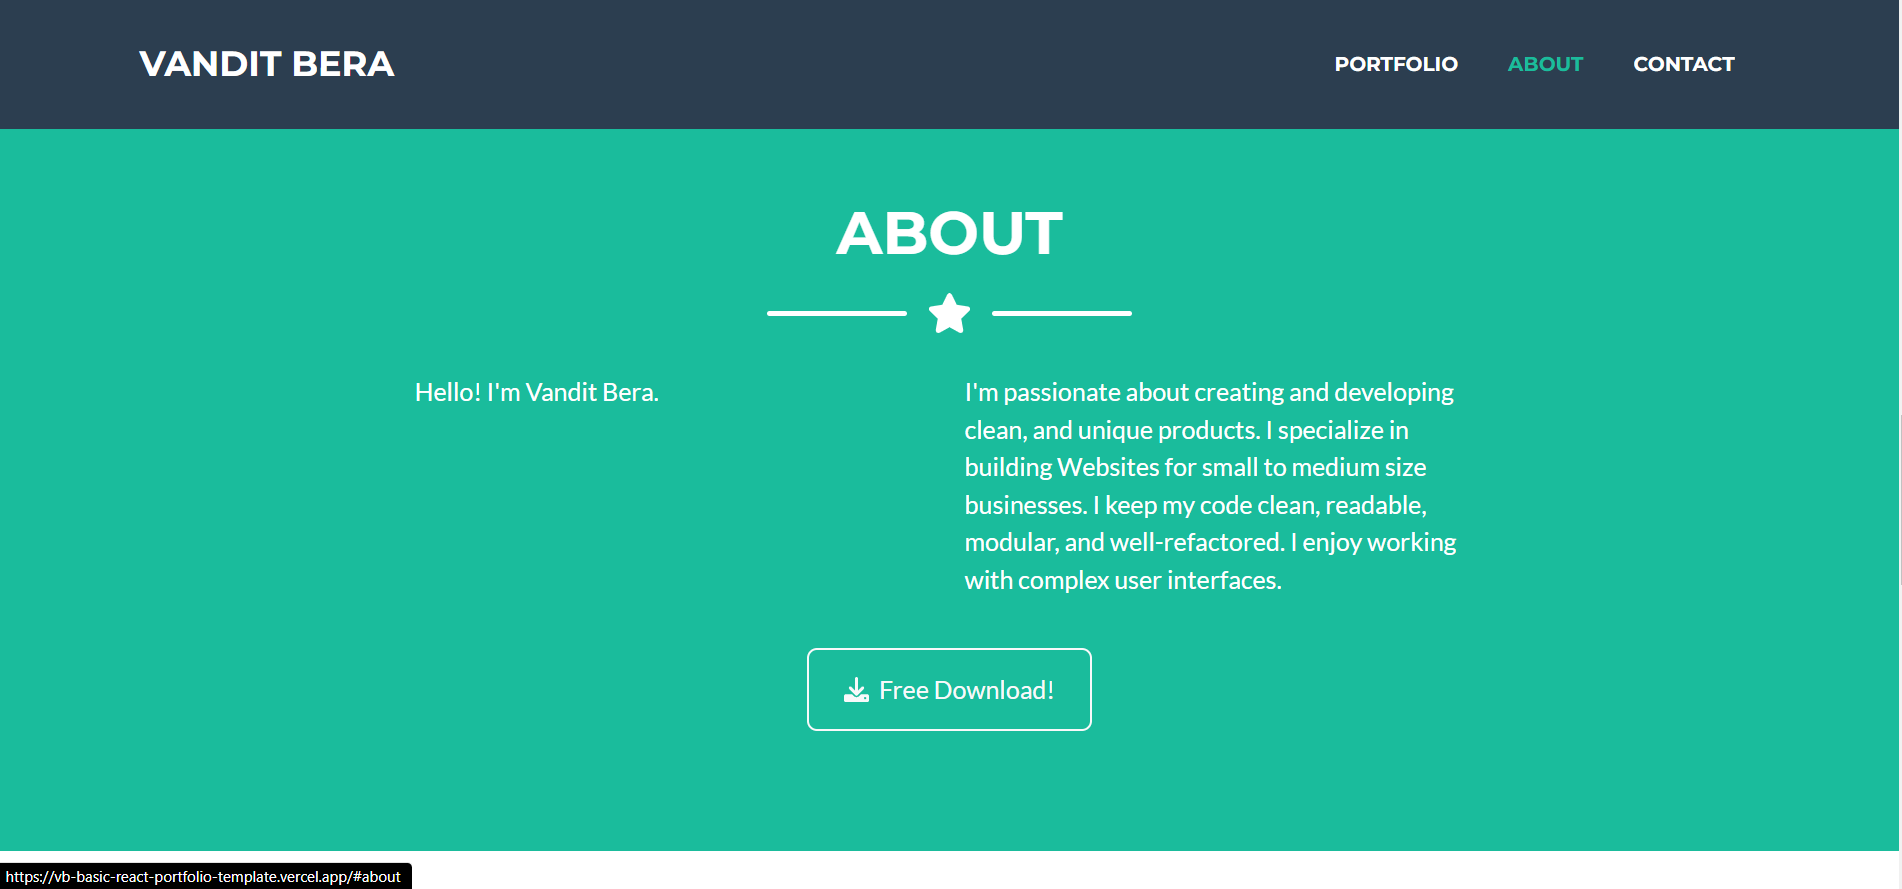 VANDIT BERA
PORTFOLIO ABOUT CONTACT
ABOUT
Hello! I'm Vandit Bera.
I'm passionate about creating and developing
clean, and unique products. I specialize in
building Websites for small to medium size
businesses. I keep my code clean, readable,
modular, and well-refactored. I enjoy working
with complex user interfaces.
Free Download!
https://vb-basic-react-portfolio-template.vercel.app/#about